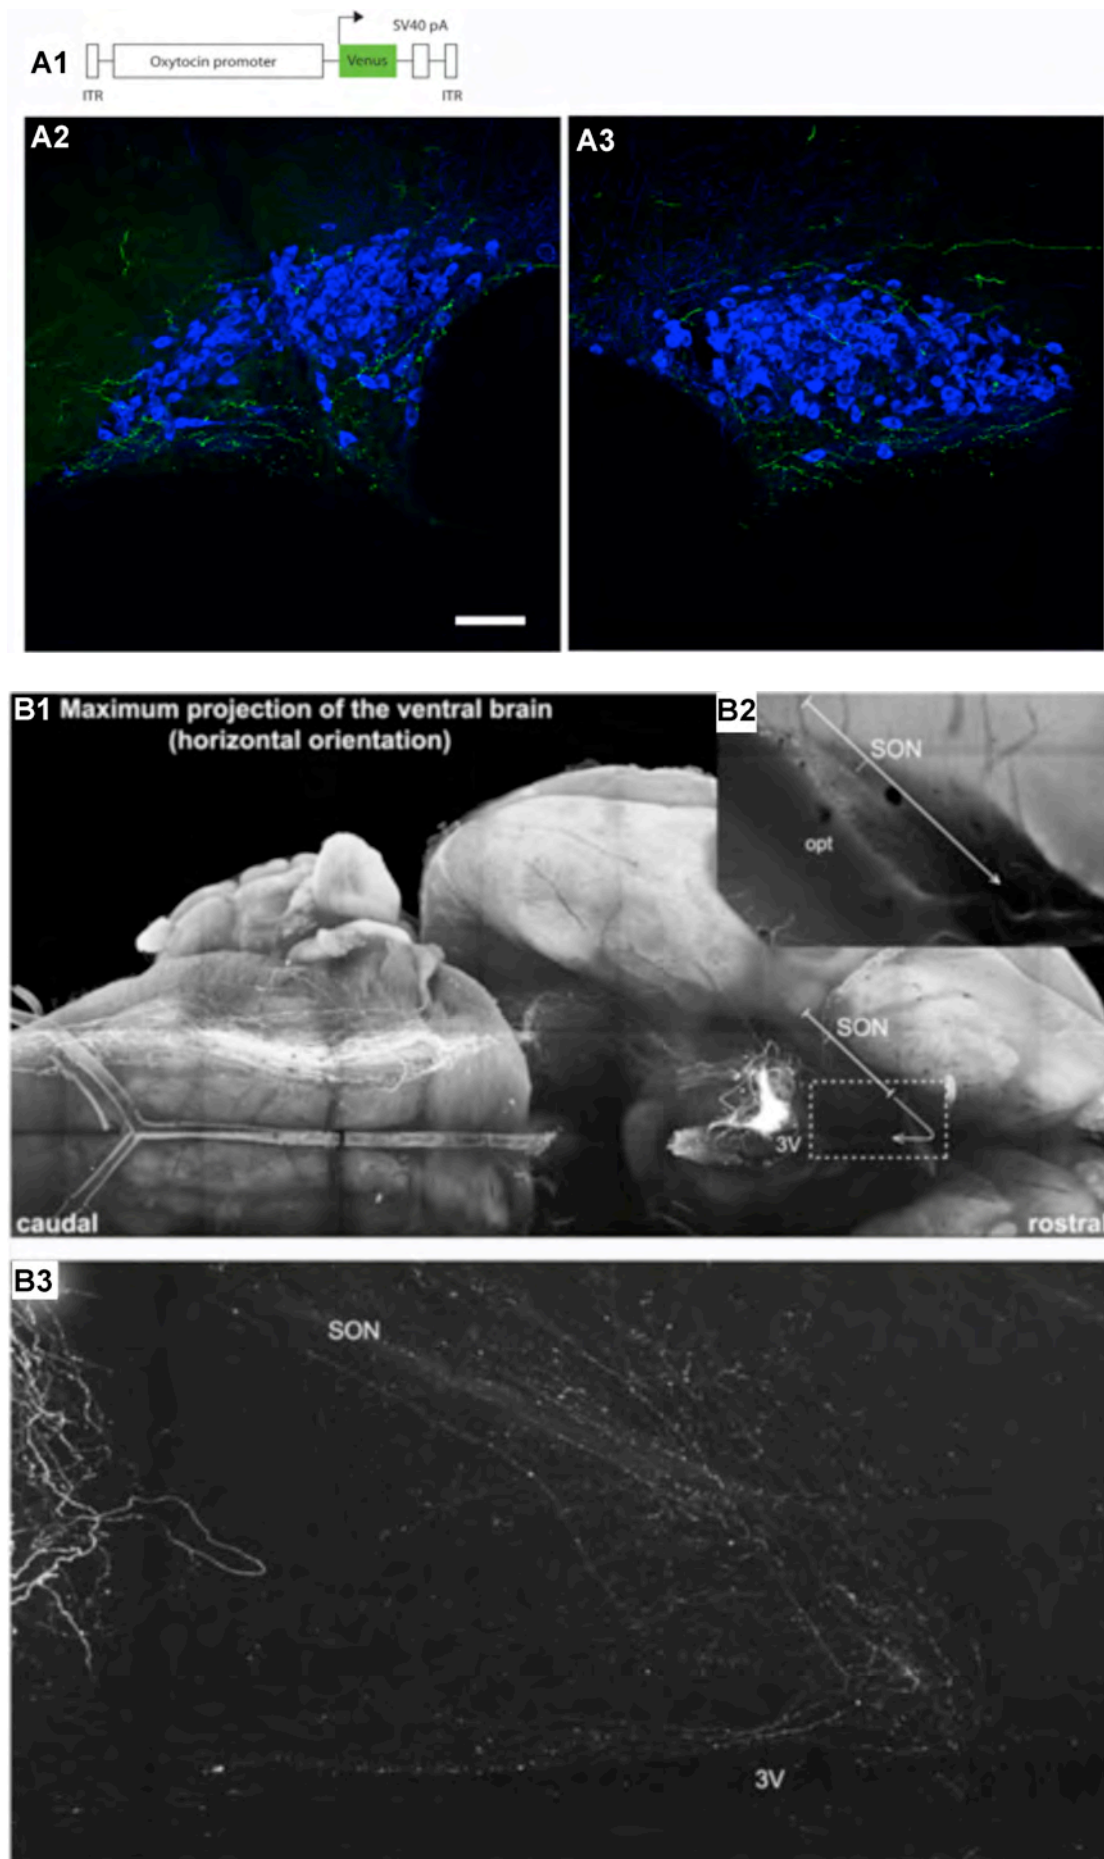 A1
SV40 pA
Oxytocin promoter
Venus
ITR
ITR
A2
A3
B1 Maximum projection of the ventral brain
(horizontal orientation)
B2
SON
opt
SON
3V
caudal
rostral
B3
SON
3V